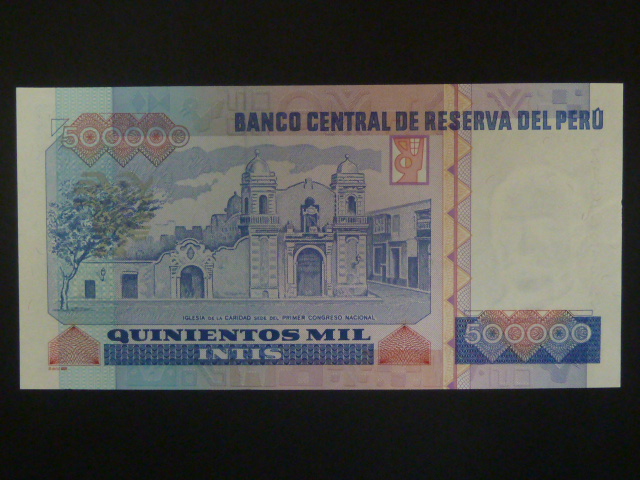 500000
BANCO CENTRAL DE RESERVA DEL PERÚ
IGLESIA DE LA CARIDAD SEDE DEL PRIMER CONGRESO NACIONAL
QUINIENTOS MIL
INTIS
500000